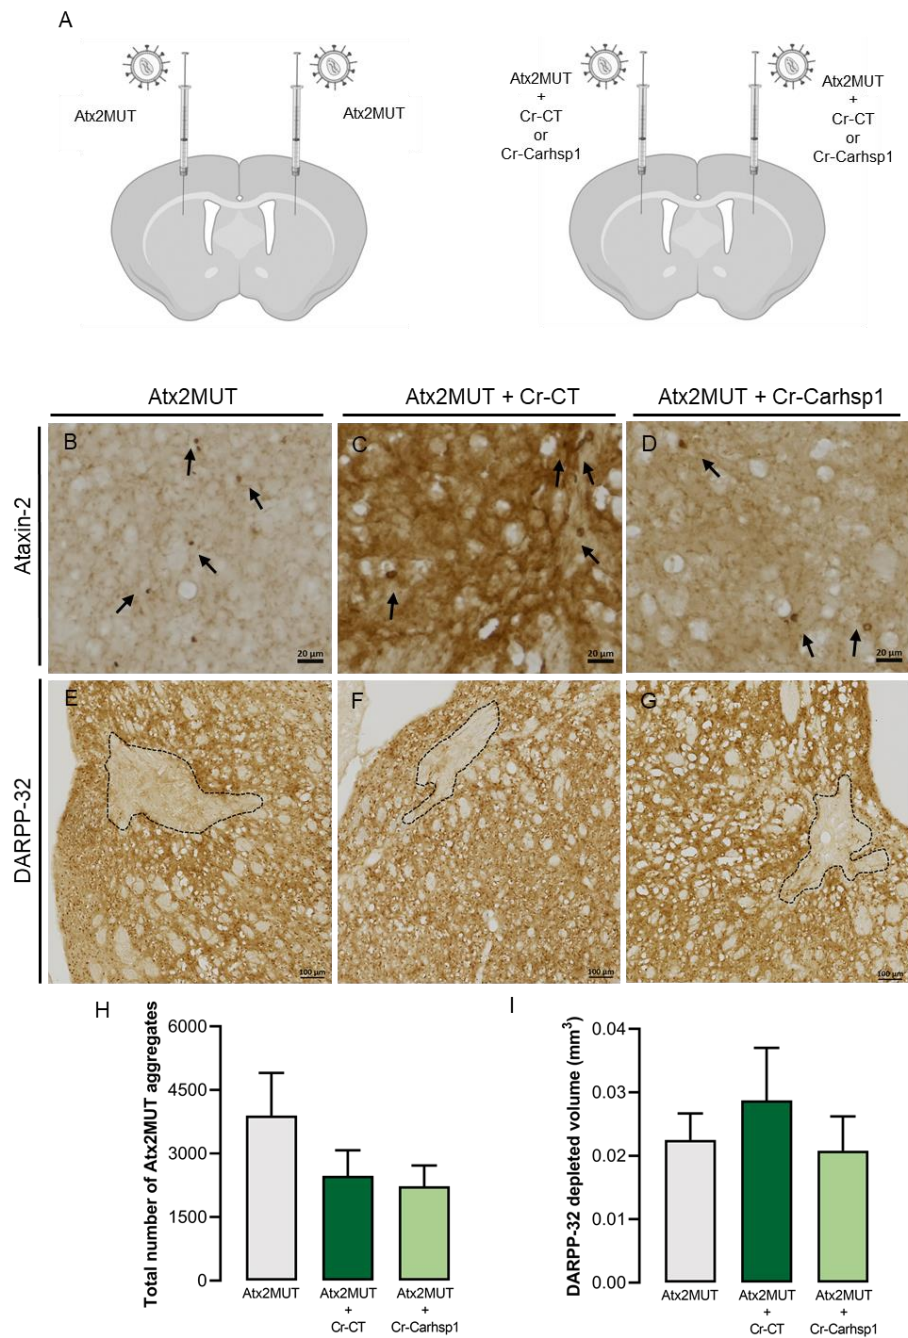 A
Atx2MUT
Atx2MUT
Atx2MUT
+
Cr-CT
or
Cr-Carhsp1
Atx2MUT
+
Cr-CT
or
Cr-Carhsp1
Atx2MUT
Atx2MUT + Cr-CT
Atx2MUT + Cr-Carhsp1
Ataxin-2
B
20 µm
C
20 µm
D
20 µm
DARPP-32
E
100 µm
F
100 µm
G
100 µm
H
Total number of Atx2MUT aggregates
6000
4500
3000
1500
0
Atx2MUT
Atx2MUT
+
Cr-CT
Atx2MUT
+
Cr-Carhsp1
I
DARPP-32 depleted volume (mm³)
0.04
0.03
0.02
0.01
0.00
Atx2MUT
Atx2MUT
+
Cr-CT
Atx2MUT
+
Cr-Carhsp1